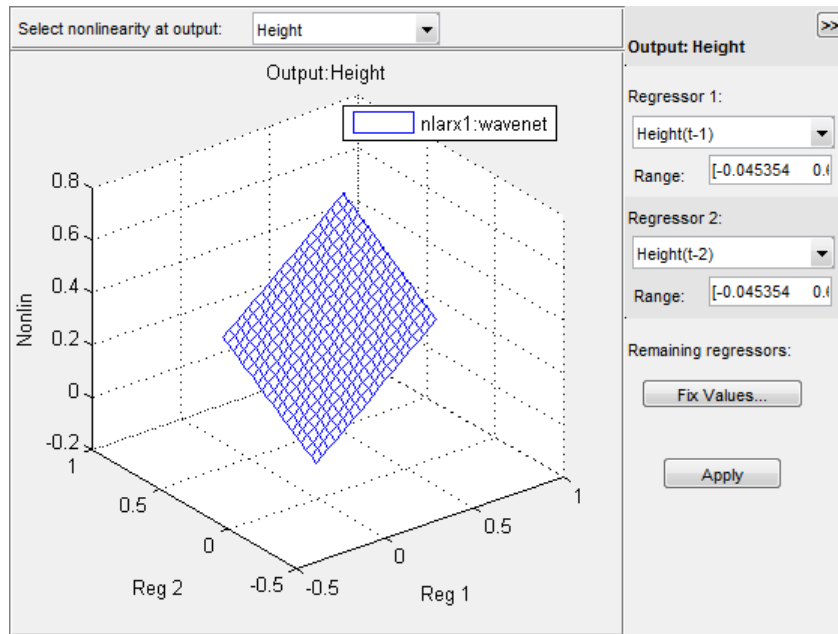 Select nonlinearity at output:
Height
Output:Height
nlarx1:wavenet
0.8
0.6
0.4
0.2
0
-0.2
Nonlin
1
0.5
0
-0.5
Reg 2
-0.5
0
0.5
1
Reg 1
>>
Output: Height
Regressor 1:
Height(t-1)
Range: [-0.045354
Regressor 2:
Height(t-2)
Range: [-0.045354
Remaining regressors:
Fix Values...
Apply